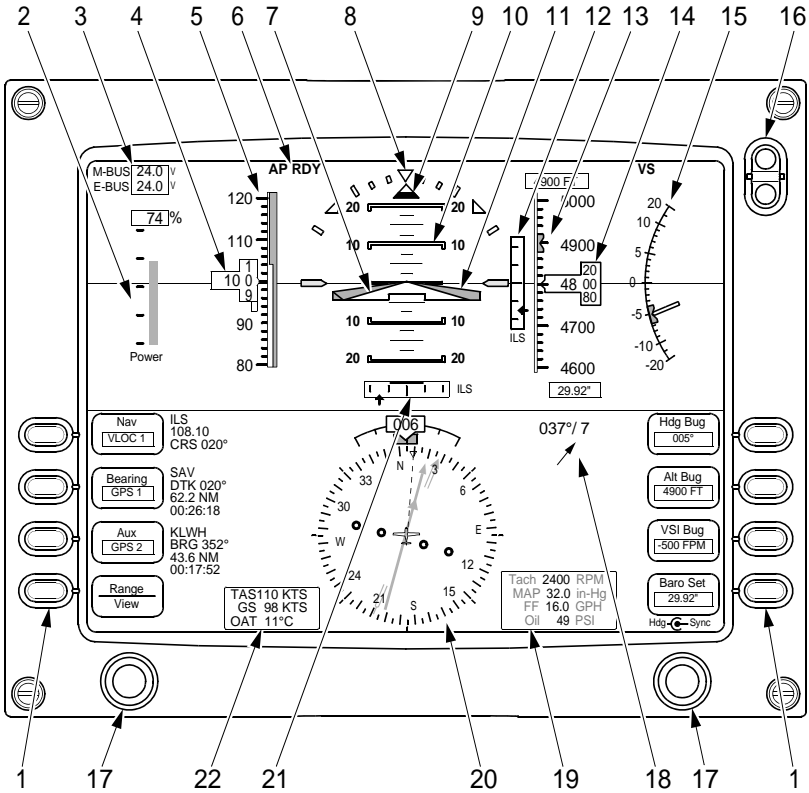 2 3 4 5 6 7 8 9 10 11 12 13 14 15 16
M-BUS 24.0 V
E-BUS 24.0 V
AP RDY
4900 FT
VS
74 %
120
110
1
10 0
9
90
80
Power
20 20
10 10
10 10
20 20
ILS
5000
4900
20
48 00
80
4700
4600
29.92"
20
10
5
0
-5
-10
-20
ILS
Nav
VLOC 1
ILS
108.10
CRS 020°
Bearing
GPS 1
SAV
DTK 020°
62.2 NM
00:26:18
Aux
GPS 2
KLWH
BRG 352°
43.6 NM
00:17:52
Range
View
TAS110 KTS
GS 98 KTS
OAT 11°C
006
N
3
6
E
12
15
S
21
24
W
30
33
037°/ 7
Tach 2400 RPM
MAP 32.0 in-Hg
FF 16.0 GPH
Oil 49 PSI
Hdg Bug
005°
Alt Bug
4900 FT
VSI Bug
-500 FPM
Baro Set
29.92"
Hdg Sync
1 17 22 21 20 19 18 17 1